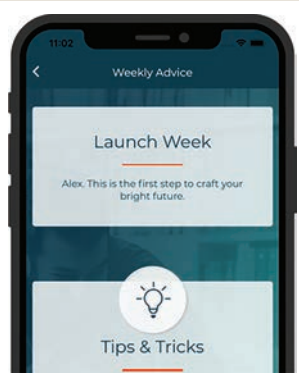 11:02
Weekly Advice
Launch Week
Alex. This is the first step to craft your
bright future.
Tips & Tricks